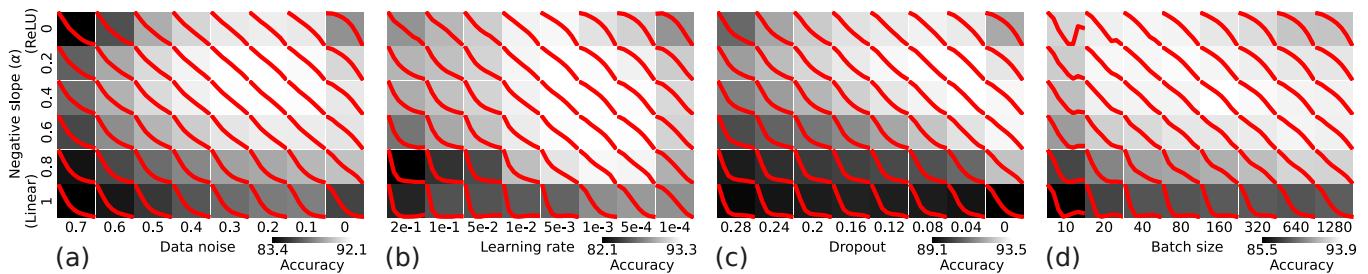 Negative slope (α)
(Linear)
(ReLU)
0
0.2
0.4
0.6
0.8
1
0.7 0.6 0.5 0.4 0.3 0.2 0.1 0
(a) Data noise
83.4 92.1
Accuracy
2e-1 1e-1 5e-2 1e-2 5e-3 1e-3 5e-4 1e-4
(b) Learning rate
82.1 93.3
Accuracy
0.28 0.24 0.2 0.16 0.12 0.08 0.04 0
(c) Dropout
89.1 93.5
Accuracy
10 20 40 80 160 320 640 1280
(d) Batch size
85.5 93.9
Accuracy